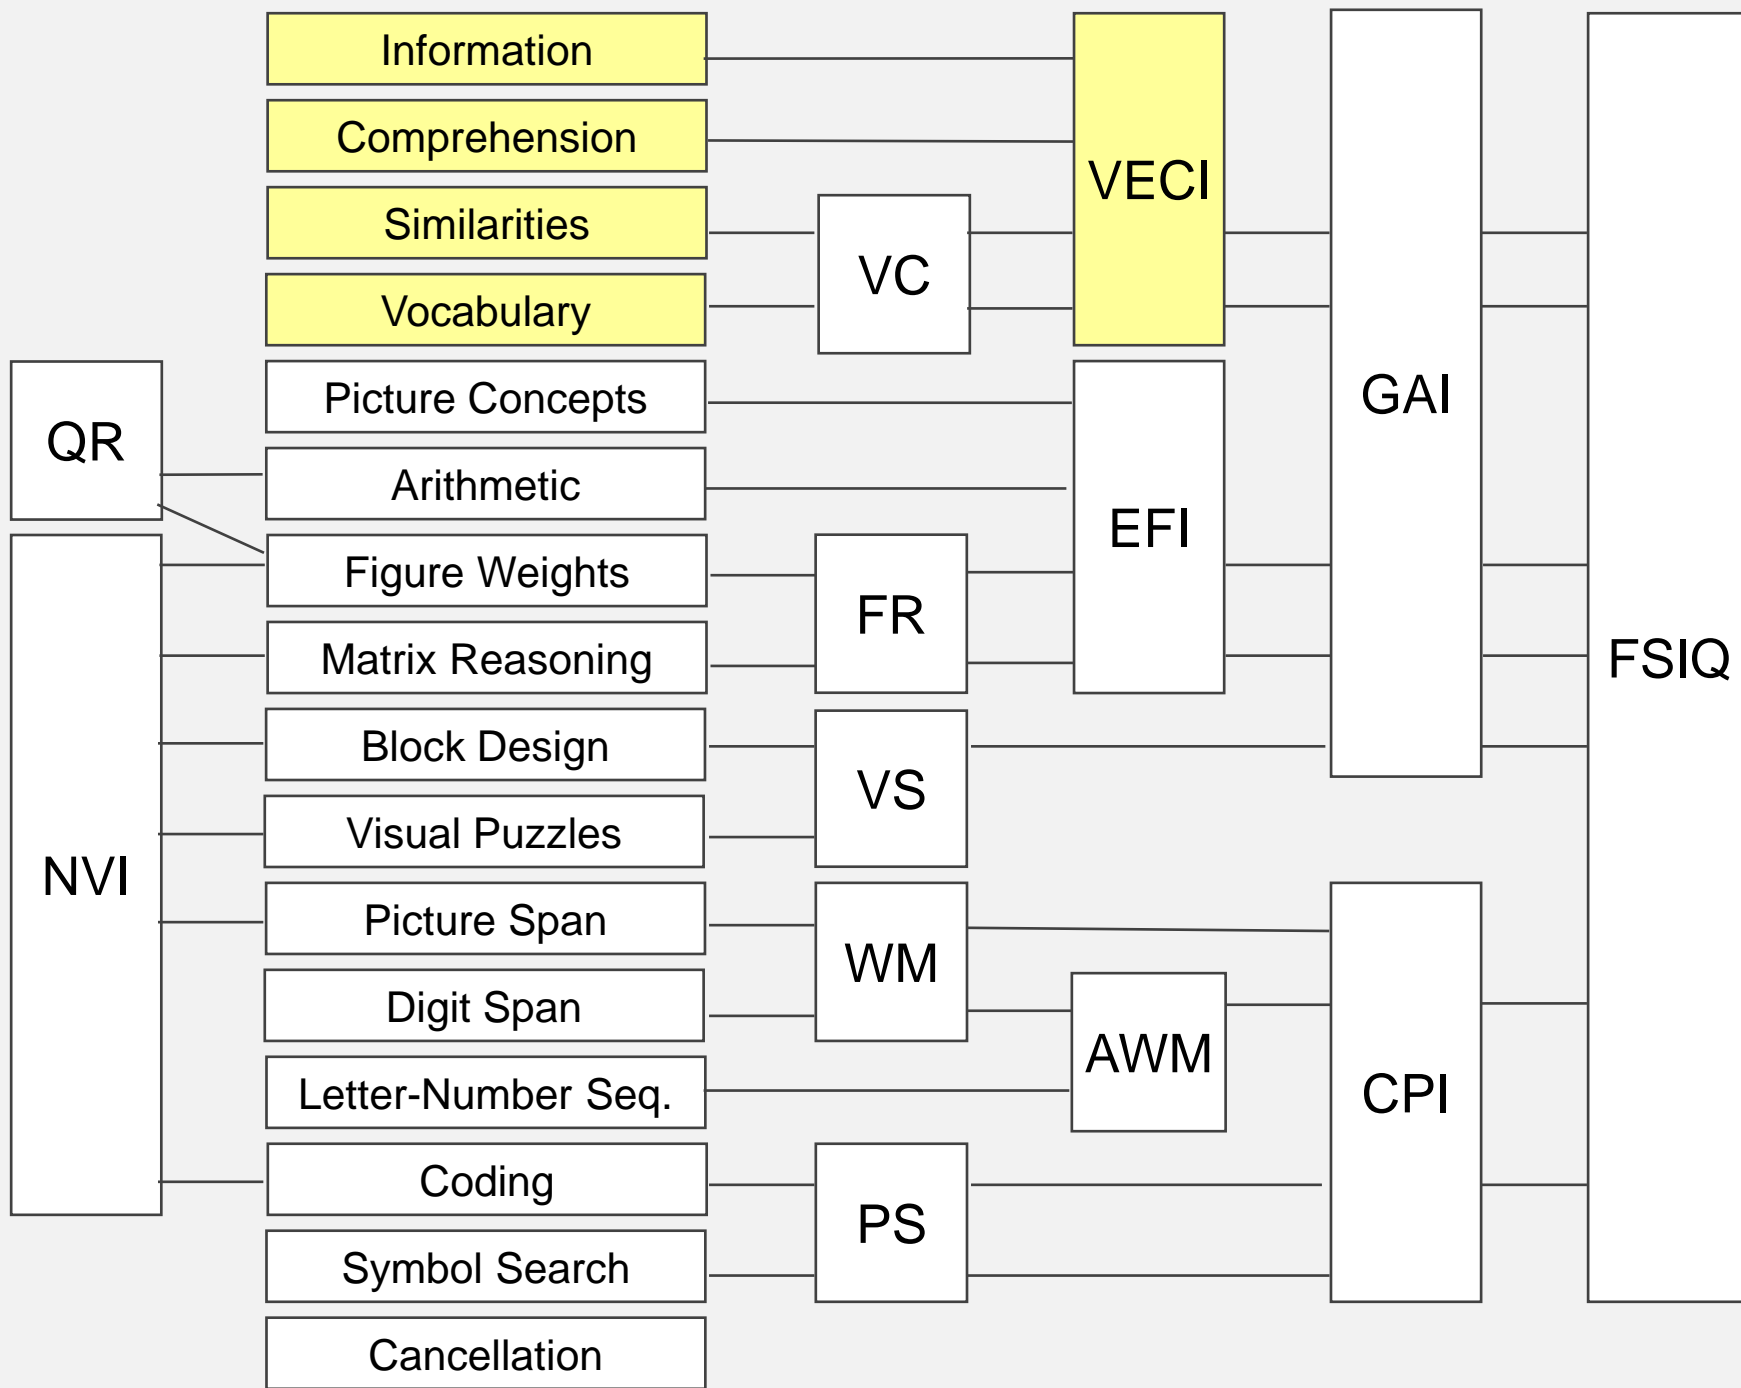 Information
Comprehension
VECI
Similarities
VC
Vocabulary
Picture Concepts
GAI
QR
Arithmetic
EFI
Figure Weights
FR
Matrix Reasoning
FSIQ
Block Design
VS
Visual Puzzles
NVI
Picture Span
WM
Digit Span
AWM
Letter-Number Seq.
CPI
Coding
PS
Symbol Search
Cancellation